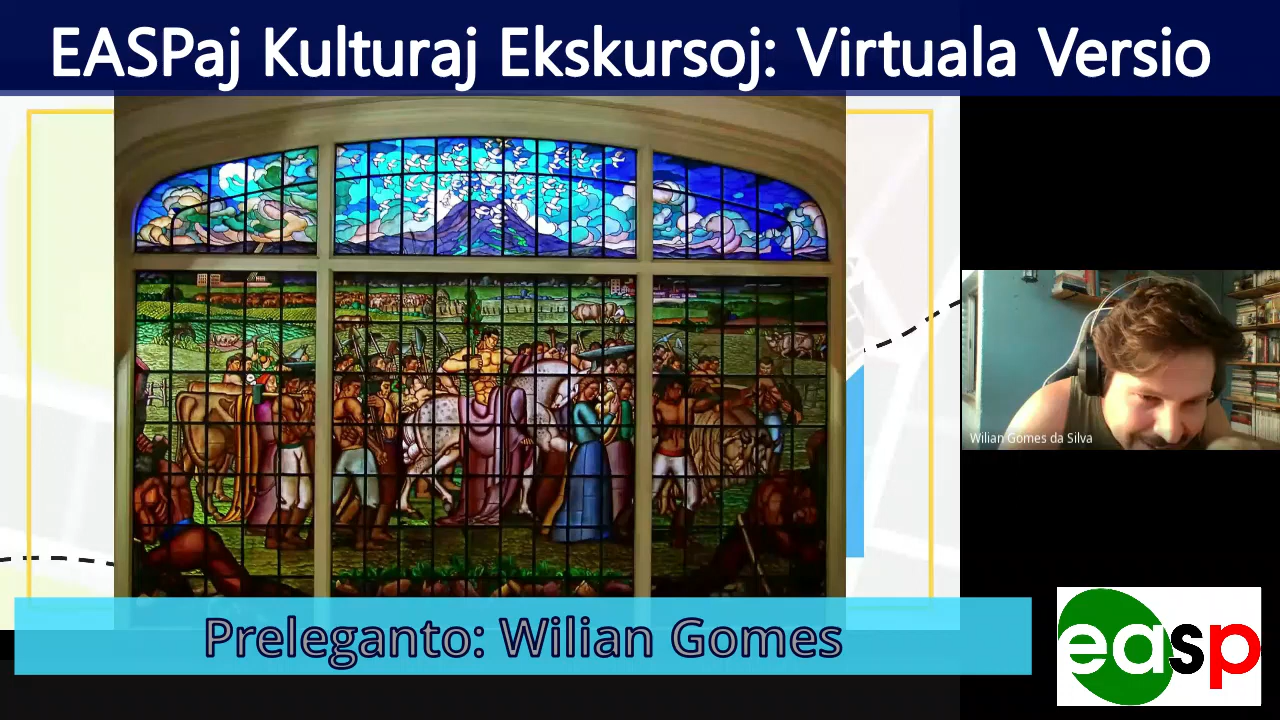 EASPaj Kulturaj Ekskursoj: Virtuala Versio
Wilian Gomes da Silva
Preleganto: Wilian Gomes
easp